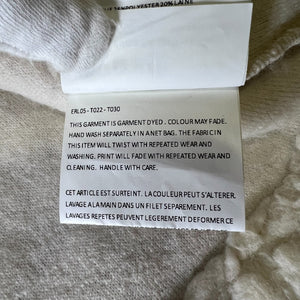 POLYESTER 20% LAINE
ERL05 - T022 - T030
THIS GARMENT IS GARMENT DYED . COLOUR MAY FADE.
HAND WASH SEPARATELY IN A NET BAG. THE FABRIC IN
THIS ITEM WILL TWIST WITH REPEATED WEAR AND
WASHING. PRINT WILL FADE WITH REPEATED WEAR AND
CLEANING. HANDLE WITH CARE.
CET ARTICLE EST SURTEINT. LA COULEUR PEUT S'ALTERER.
LAVAGE A LA MAIN DANS UN FILET SEPAREMENT. LES
LAVAGES REPETES PEUVENT LEGEREMENT DEFORMER CE